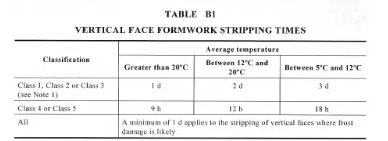 TABLE B1
VERTICAL FACE FORMWORK STRIPPING TIMES
Classification
Average temperature
Greater than 20°C
Between 12°C and 20°C
Between 5°C and 12°C
Class 1, Class 2 or Class 3 (see Note 1)
1 d
2 d
3 d
Class 4 or Class 5
9 h
12 h
18 h
All
A minimum of 1 d applies to the stripping of vertical faces where frost
damage is likely